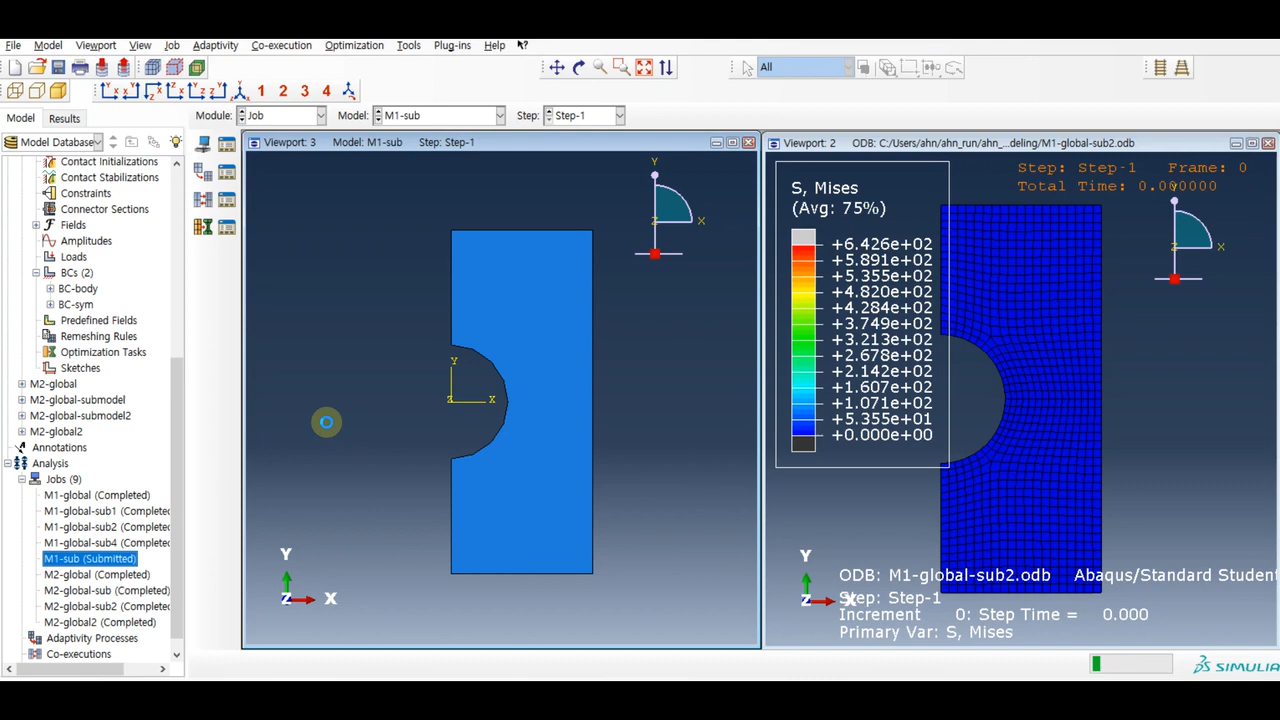 File Model Viewport View Job Adaptivity Co-execution Optimization Tools Plug-ins Help
All
1 2 3 4
Model Results
Module: Job Model: M1-sub Step: Step-1
Model Database
Contact Initializations
Contact Stabilizations
Constraints
Connector Sections
Fields
Amplitudes
Loads
BCs (2)
BC-body
BC-sym
Predefined Fields
Remeshing Rules
Optimization Tasks
Sketches
M2-global
M2-global-submodel
M2-global-submodel2
M2-global2
Annotations
Analysis
Jobs (9)
M1-global (Completed)
M1-global-sub1 (Complete
M1-global-sub2 (Complete
M1-global-sub4 (Complete
M1-sub (Submitted)
M2-global (Completed)
M2-global-sub (Completed)
M2-global-sub2 (Completed)
M2-global2 (Completed)
Adaptivity Processes
Co-executions
Viewport: 3 Model: M1-sub Step: Step-1
Y
X
Z
Y
X
Z
Y
X
Z
Viewport: 2 ODB: C:/Users/ahn/ahn_run/ahn_...deling/M1-global-sub2.odb
Step: Step-1 Frame: 0
Total Time: 0.000000
S, Mises
(Avg: 75%)
+6.426e+02
+5.891e+02
+5.355e+02
+4.820e+02
+4.284e+02
+3.749e+02
+3.213e+02
+2.678e+02
+2.142e+02
+1.607e+02
+1.071e+02
+5.355e+01
+0.000e+00
Y
X
Z
Y
X
Z
ODB: M1-global-sub2.odb Abaqus/Standard Student
Step: Step-1
Increment 0: Step Time = 0.000
Primary Var: S, Mises
SIMULIA